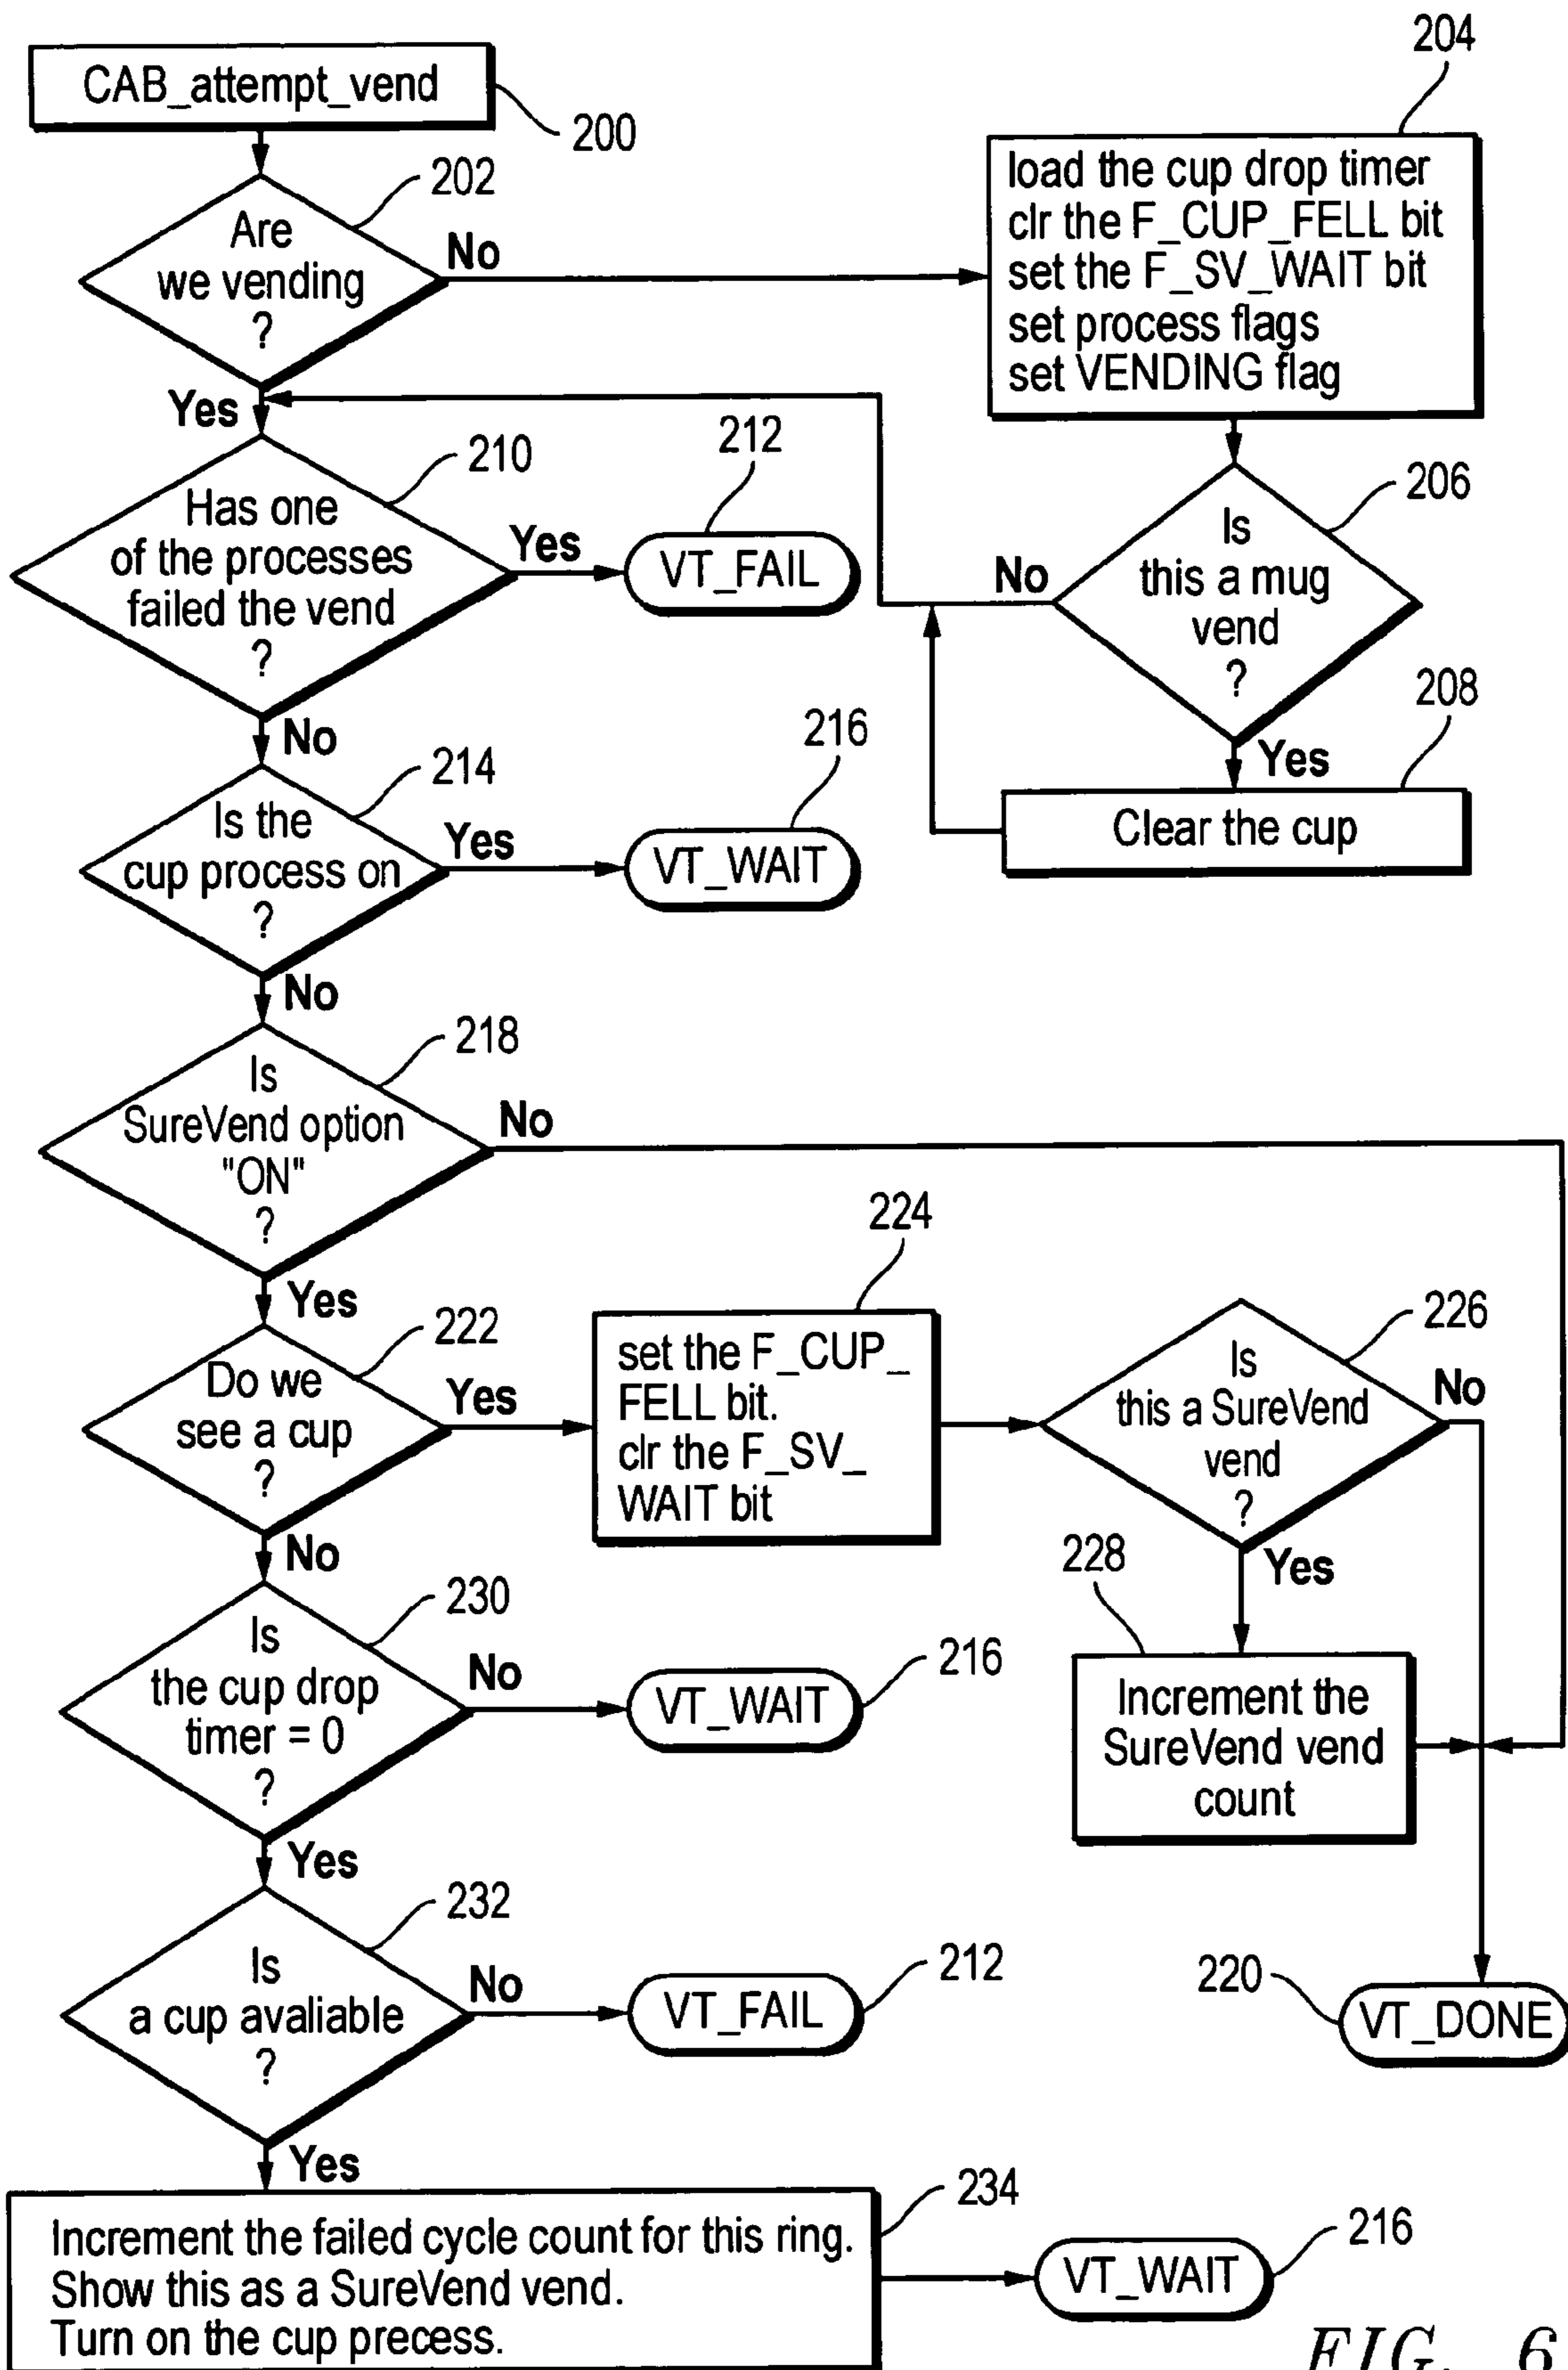 CAB_attempt_vend
200
202
Are
we vending
?
No
Yes
204
load the cup drop timer
clr the F_CUP_FELL bit
set the F_SV_WAIT bit
set process flags
set VENDING flag
206
Is
this a mug
vend
?
No
Yes
208
Clear the cup
210
Has one
of the processes
failed the vend
?
Yes
212
VT_FAIL
No
214
Is the
cup process on
?
Yes
216
VT_WAIT
No
218
Is
SureVend option
"ON"
?
No
Yes
222
Do we
see a cup
?
Yes
224
set the F_CUP_
FELL bit.
clr the F_SV_
WAIT bit
226
Is
this a SureVend
vend
?
No
Yes
228
Increment the
SureVend vend
count
No
230
Is
the cup drop
timer = 0
?
No
216
VT_WAIT
Yes
232
Is
a cup avaliable
?
No
212
VT_FAIL
220
VT_DONE
Yes
234
Increment the failed cycle count for this ring.
Show this as a SureVend vend.
Turn on the cup precess.
216
VT_WAIT
FIG. 6